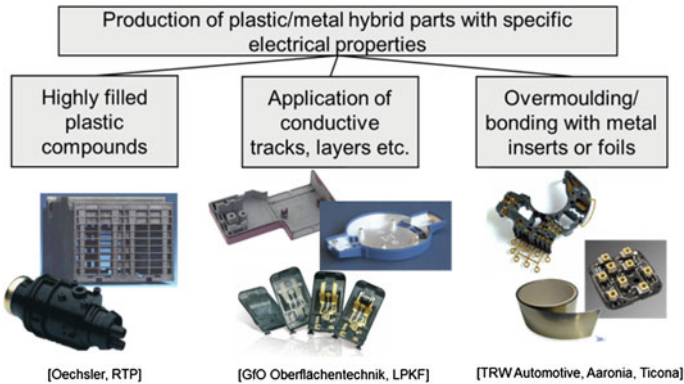 Production of plastic/metal hybrid parts with specific
electrical properties
Highly filled
plastic
compounds
Application of
conductive
tracks, layers etc.
Overmoulding/
bonding with metal
inserts or foils
[Oechsler, RTP]
[GfO Oberflächentechnik, LPKF]
[TRW Automotive, Aaronia, Ticona]